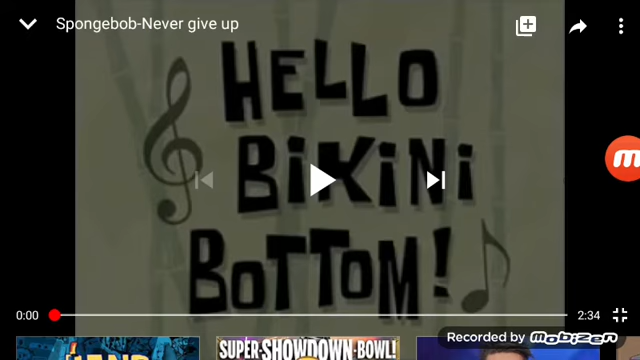 Spongebob-Never give up
HELLO
BIKINI
BOTTOM!
0:00
2:34
Recorded by mobizen
SUPER-SHOWDOWN-BOWL!